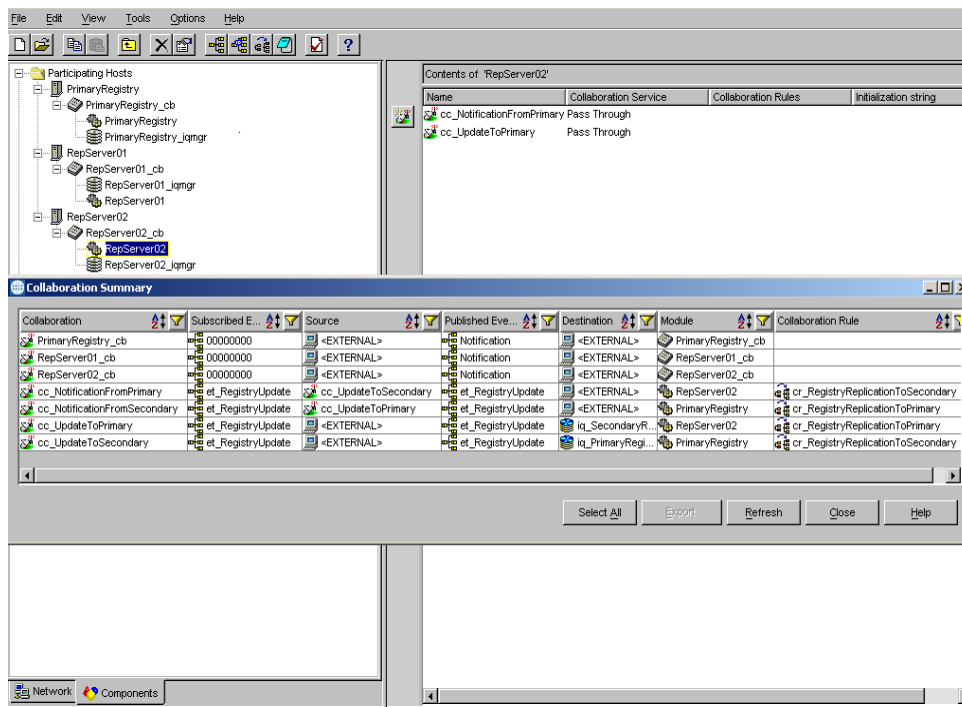 File Edit View Tools Options Help
Participating Hosts
PrimaryRegistry
PrimaryRegistry_cb
PrimaryRegistry
PrimaryRegistry_iqmgr
RepServer01
RepServer01_cb
RepServer01_iqmgr
RepServer01
RepServer02
RepServer02_cb
RepServer02
RepServer02_iqmgr
Contents of 'RepServer02'
Name Collaboration Service Collaboration Rules Initialization string
cc_NotificationFromPrimary Pass Through
cc_UpdateToPrimary Pass Through
Collaboration Summary
Collaboration Subscribed E... Source Published Eve... Destination Module Collaboration Rule
PrimaryRegistry_cb 00000000 <EXTERNAL> Notification <EXTERNAL> PrimaryRegistry_cb
RepServer01_cb 00000000 <EXTERNAL> Notification <EXTERNAL> RepServer01_cb
RepServer02_cb 00000000 <EXTERNAL> Notification <EXTERNAL> RepServer02_cb
cc_NotificationFromPrimary et_RegistryUpdate cc_UpdateToSecondary et_RegistryUpdate <EXTERNAL> RepServer02 cr_RegistryReplicationToSecondary
cc_NotificationFromSecondary et_RegistryUpdate cc_UpdateToPrimary et_RegistryUpdate <EXTERNAL> PrimaryRegistry cr_RegistryReplicationToPrimary
cc_UpdateToPrimary et_RegistryUpdate <EXTERNAL> et_RegistryUpdate iq_SecondaryR... RepServer02 cr_RegistryReplicationToPrimary
cc_UpdateToSecondary et_RegistryUpdate <EXTERNAL> et_RegistryUpdate iq_PrimaryRegi... PrimaryRegistry cr_RegistryReplicationToSecondary
Select All Export Refresh Close Help
Network Components